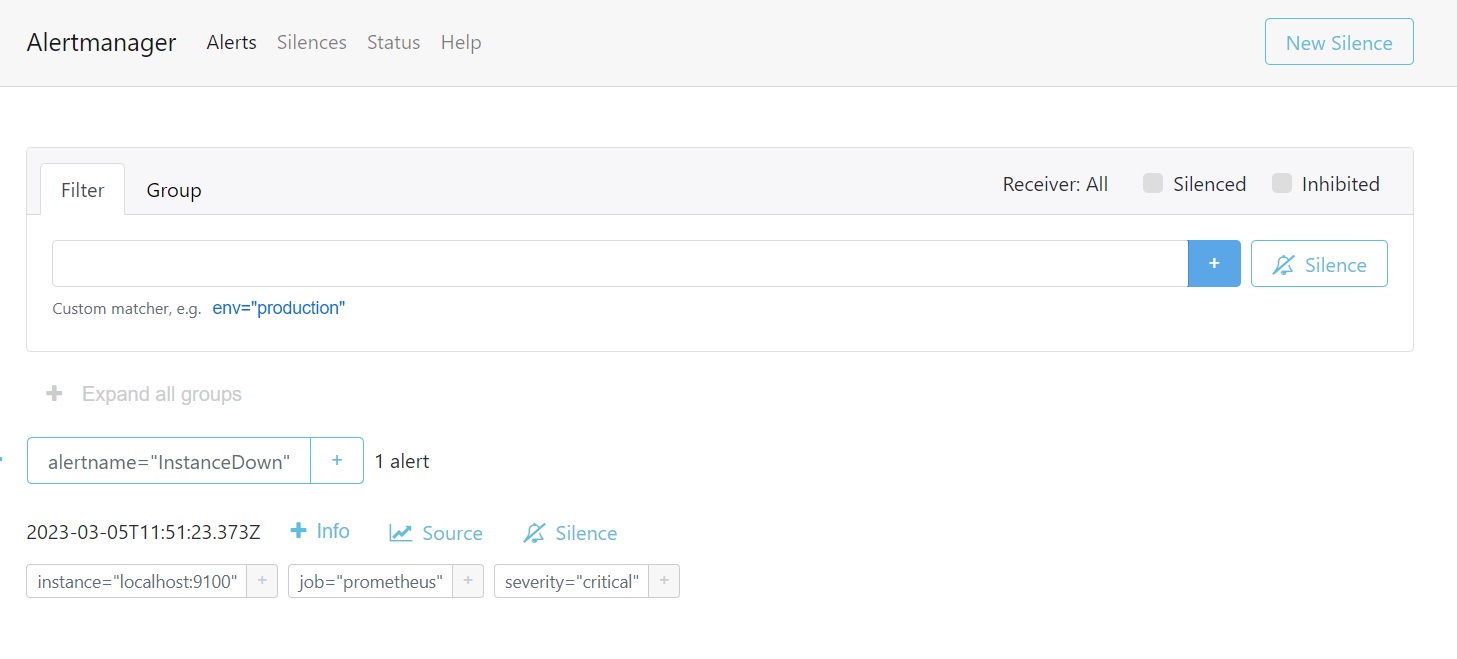 Alertmanager Alerts Silences Status Help New Silence
Filter Group Receiver: All Silenced Inhibited
+ Silence
Custom matcher, e.g. env="production"
+ Expand all groups
alertname="InstanceDown" + 1 alert
2023-03-05T11:51:23.373Z + Info Source Silence
instance="localhost:9100" + job="prometheus" + severity="critical" +